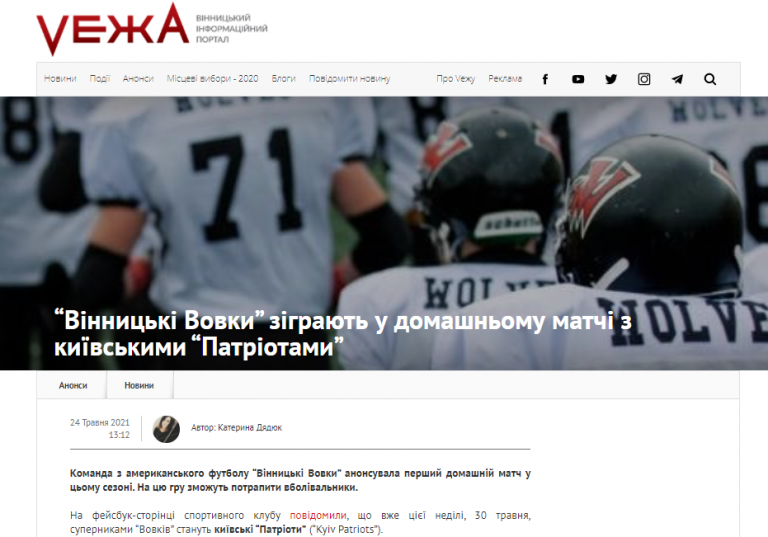 VЕЖА
ВІННИЦЬКИЙ
ІНФОРМАЦІЙНИЙ
ПОРТАЛ
Новини Події Анонси Місцеві вибори - 2020 Блоги Повідомити новину Про Vежу Реклама
WOLVES
71
WOLVE
schutt
WOLVE
WOLVE
“Вінницькі Вовки” зіграють у домашньому матчі з
київськими “Патріотами”
Анонси Новини
24 Травня 2021
13:12
Автор: Катерина Дядюк
Команда з американського футболу “Вінницькі Вовки” анонсувала перший домашній матч у
цьому сезоні. На цю гру зможуть потрапити вболівальники.
На фейсбук-сторінці спортивного клубу повідомили, що вже цієї неділі, 30 травня,
суперниками “Вовків” стануть київські “Патріоти” (“Kyiv Patriots”).